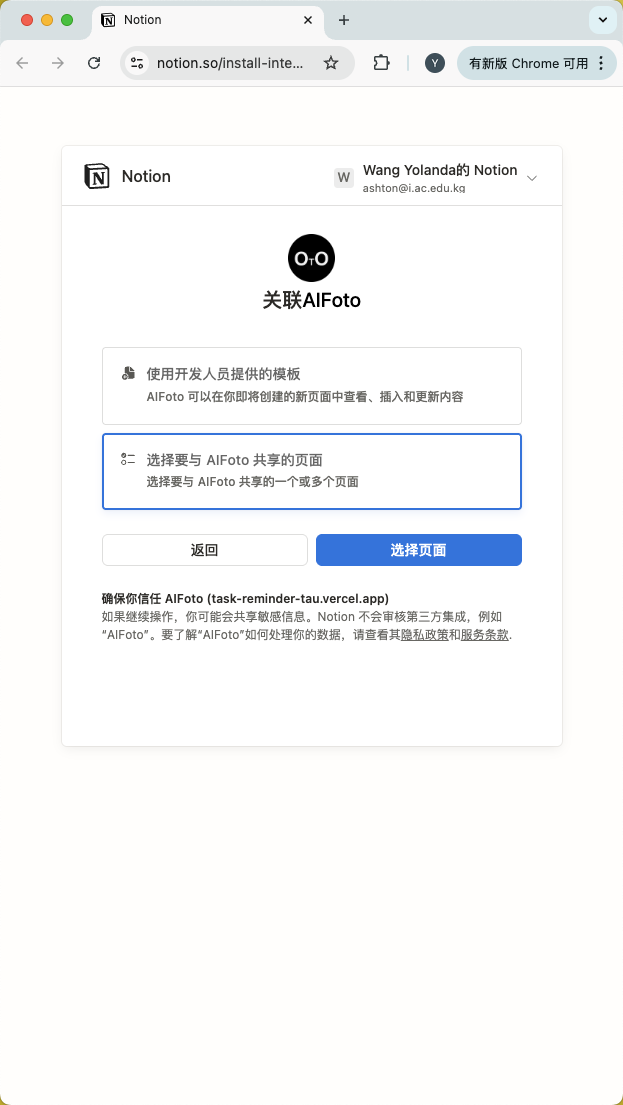 Notion
notion.so/install-inte...
Y
有新版 Chrome 可用
Notion
W
Wang Yolanda的 Notion
ashton@i.ac.edu.kg
OTO
关联AIFoto
使用开发人员提供的模板
AIFoto 可以在你即将创建的新页面中查看、插入和更新内容
选择要与 AIFoto 共享的页面
选择要与 AIFoto 共享的一个或多个页面
返回
选择页面
确保你信任 AIFoto (task-reminder-tau.vercel.app)
如果继续操作，你可能会共享敏感信息。Notion 不会审核第三方集成，例如
“AIFoto”。要了解“AIFoto”如何处理你的数据，请查看其隐私政策和服务条款.